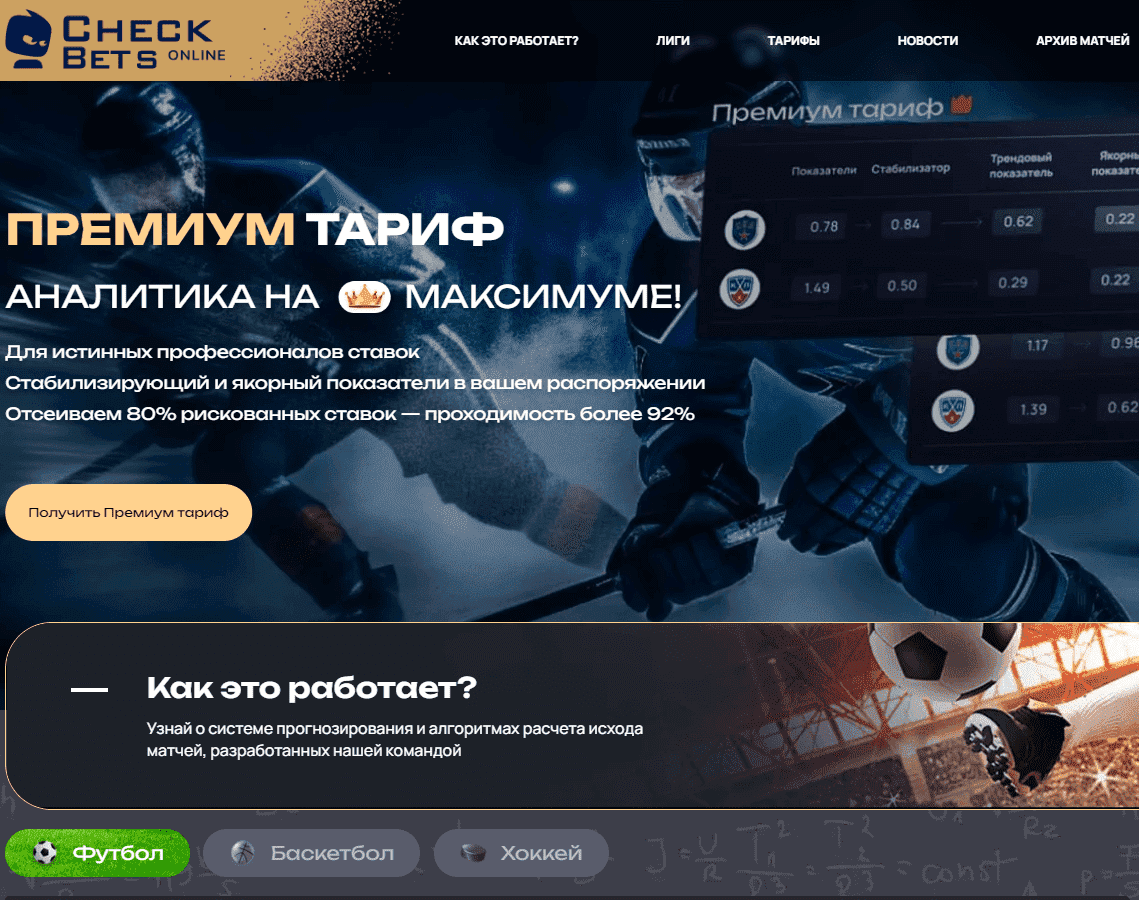 CHECK
BETS ONLINE
КАК ЭТО РАБОТАЕТ?
ЛИГИ
ТАРИФЫ
НОВОСТИ
АРХИВ МАТЧЕЙ
Премиум тариф
Показатели
Стабилизатор
Трендовый
показатель
0.78
0.84
0.62
0.22
1.49
0.50
0.29
0.22
1.17
1.39
0.62
ПРЕМИУМ ТАРИФ
АНАЛИТИКА НА МАКСИМУМЕ!
Для истинных профессионалов ставок
Стабилизирующий и якорный показатели в вашем распоряжении
Отсеиваем 80% рискованных ставок — проходимость более 92%
Получить Премиум тариф
Как это работает?
Узнай о системе прогнозирования и алгоритмах расчета исхода
матчей, разработанных нашей командой
Футбол
Баскетбол
Хоккей